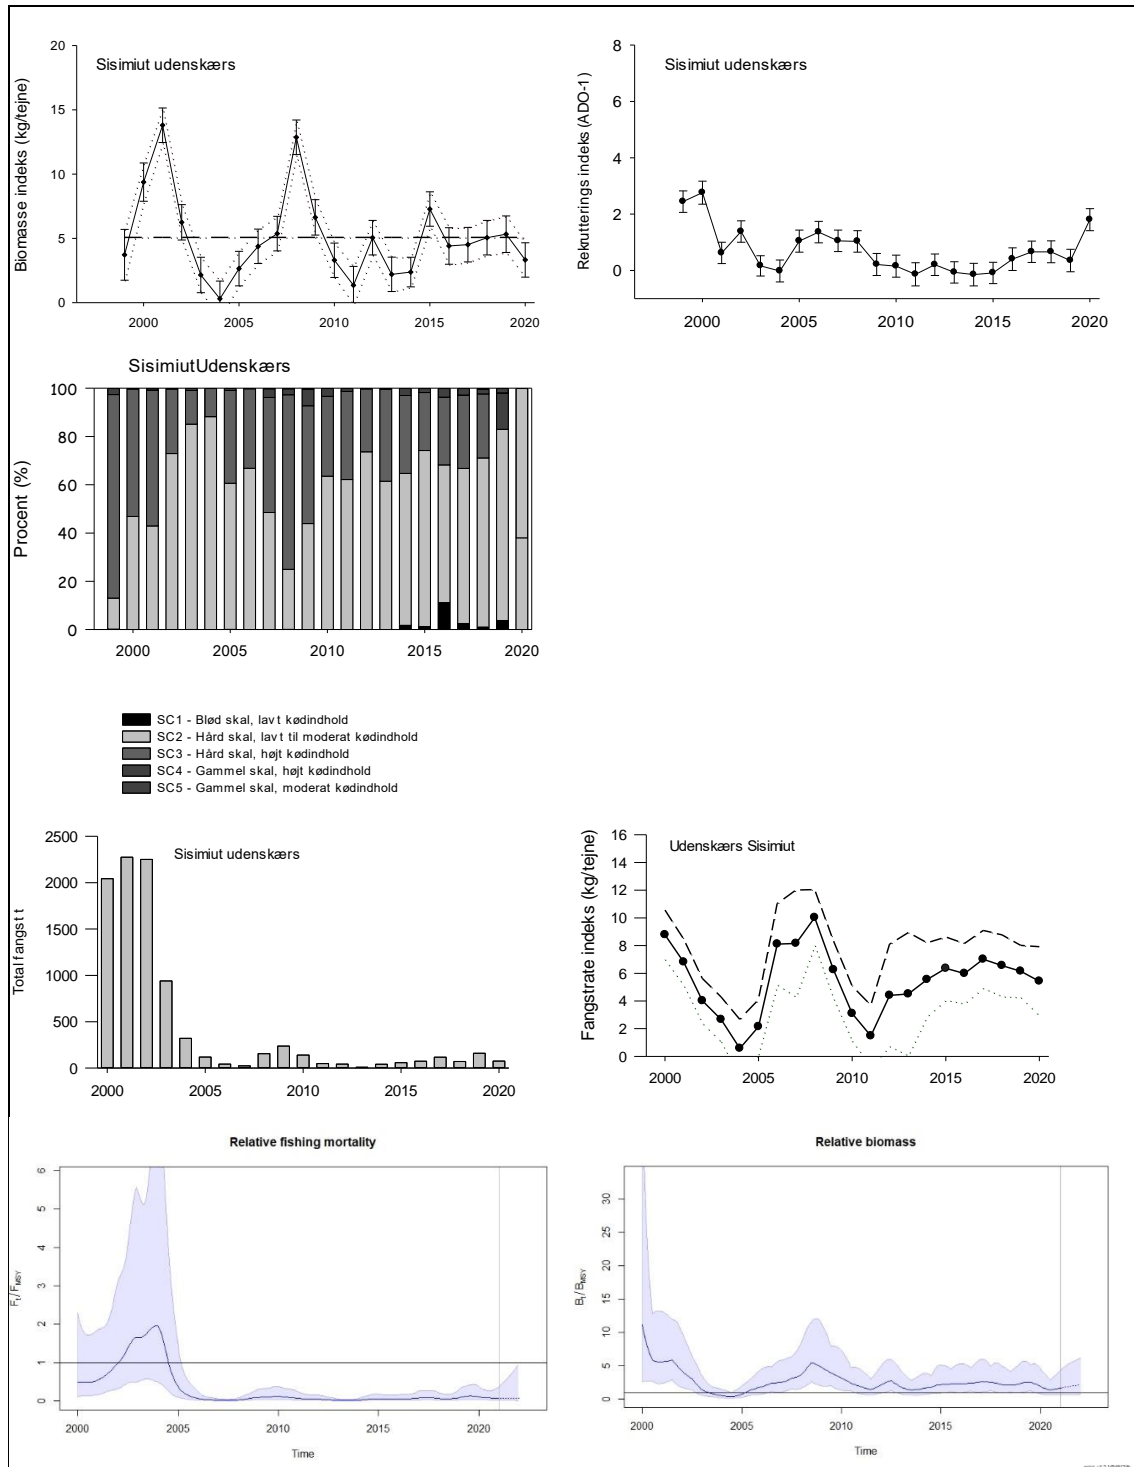 Sisimiut udenskærs
Biomasse indeks (kg/tejne)
20
15
10
5
0
2000 2005 2010 2015 2020
Sisimiut udenskærs
Rekrutterings indeks (ADO-1)
8
6
4
2
0
2000 2005 2010 2015 2020
SisimiutUdenskærs
Procent (%)
100
80
60
40
20
0
2000 2005 2010 2015 2020
SC1 - Blød skal, lavt kødindhold
SC2 - Hård skal, lavt til moderat kødindhold
SC3 - Hård skal, højt kødindhold
SC4 - Gammel skal, højt kødindhold
SC5 - Gammel skal, moderat kødindhold
Sisimiut udenskærs
Total fangst t
2500
2000
1500
1000
500
0
2000 2005 2010 2015 2020
Udenskærs Sisimiut
Fangstrate indeks (kg/tejne)
16
14
12
10
8
6
4
2
0
2000 2005 2010 2015 2020
Relative fishing mortality
Ft / FMSY
6
5
4
3
2
1
0
2000 2005 2010 2015 2020
Time
Relative biomass
Bt / BMSY
30
25
20
15
10
5
0
2000 2005 2010 2015 2020
Time